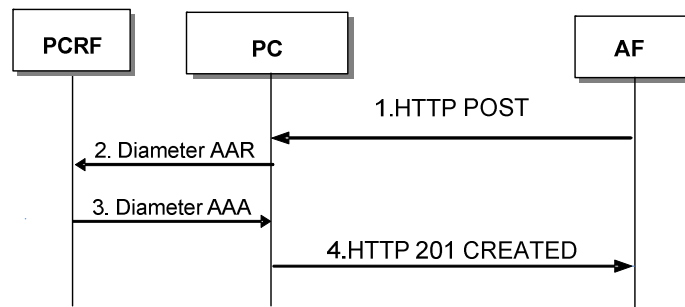 PCRF
PC
AF
1.HTTP POST
2. Diameter AAR
3. Diameter AAA
4.HTTP 201 CREATED